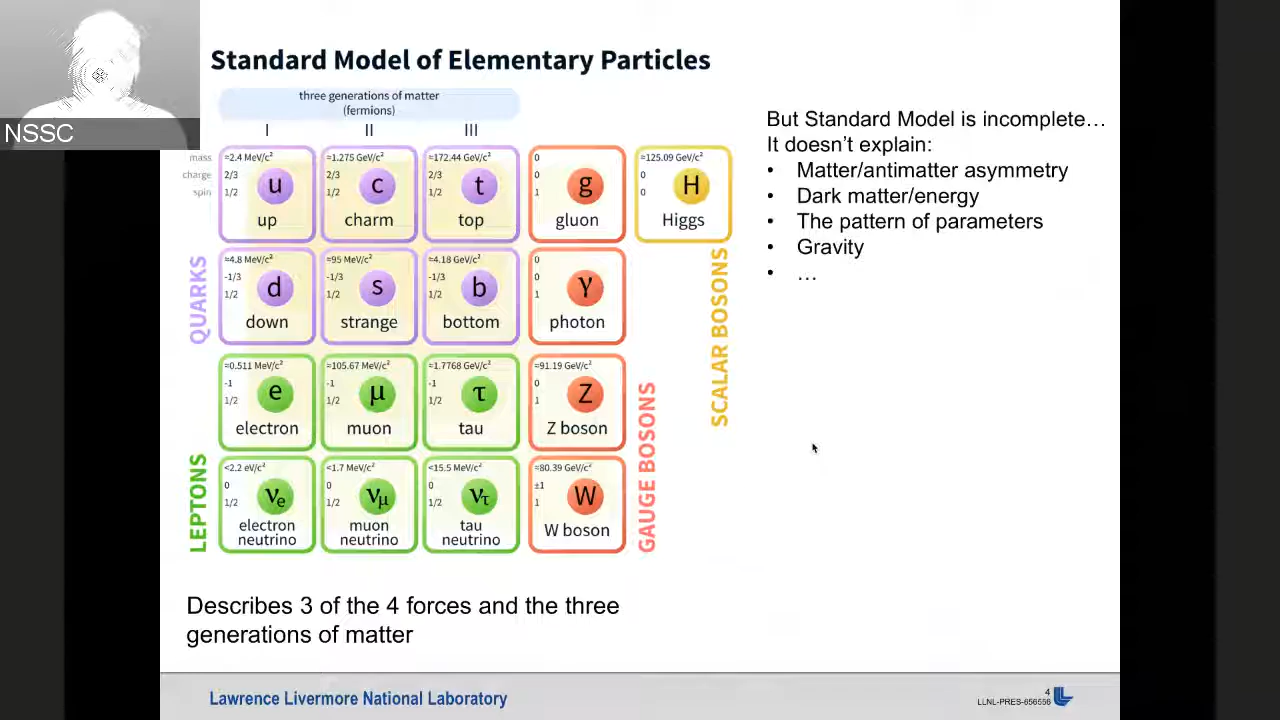 NSSC
Standard Model of Elementary Particles
three generations of matter
(fermions)
I II III
mass
charge
spin
≈2.4 MeV/c²
2/3
1/2
u
up
≈1.275 GeV/c²
2/3
1/2
c
charm
≈172.44 GeV/c²
2/3
1/2
t
top
0
0
1
g
gluon
≈125.09 GeV/c²
0
0
H
Higgs
QUARKS
≈4.8 MeV/c²
-1/3
1/2
d
down
≈95 MeV/c²
-1/3
1/2
s
strange
≈4.18 GeV/c²
-1/3
1/2
b
bottom
0
0
1
γ
photon
SCALAR BOSONS
≈0.511 MeV/c²
-1
1/2
e
electron
≈105.67 MeV/c²
-1
1/2
μ
muon
≈1.7768 GeV/c²
-1
1/2
τ
tau
≈91.19 GeV/c²
0
1
Z
Z boson
LEPTONS
<2.2 eV/c²
0
1/2
νe
electron
neutrino
<1.7 MeV/c²
0
1/2
νμ
muon
neutrino
<15.5 MeV/c²
0
1/2
ντ
tau
neutrino
≈80.39 GeV/c²
±1
1
W
W boson
GAUGE BOSONS
But Standard Model is incomplete…
It doesn't explain:
• Matter/antimatter asymmetry
• Dark matter/energy
• The pattern of parameters
• Gravity
• …
Describes 3 of the 4 forces and the three
generations of matter
Lawrence Livermore National Laboratory
4
LLNL-PRES-856556